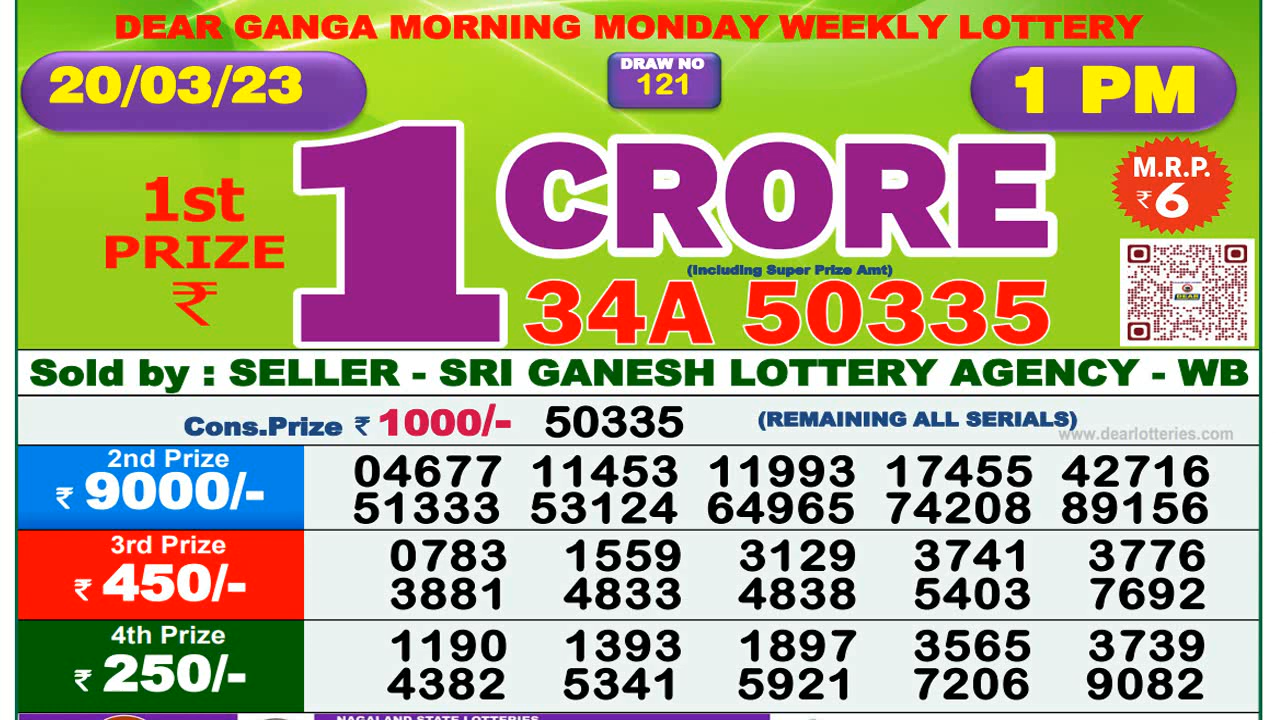 DEAR GANGA MORNING MONDAY WEEKLY LOTTERY
20/03/23
DRAW NO
121
1 PM
1st
PRIZE
₹
1 CRORE
(Including Super Prize Amt)
34A 50335
M.R.P.
₹6
DEAR
Sold by : SELLER - SRI GANESH LOTTERY AGENCY - WB
Cons.Prize ₹ 1000/- 50335 (REMAINING ALL SERIALS)
www.dearlotteries.com
2nd Prize
₹ 9000/-
04677 11453 11993 17455 42716
51333 53124 64965 74208 89156
3rd Prize
₹ 450/-
0783 1559 3129 3741 3776
3881 4833 4838 5403 7692
4th Prize
₹ 250/-
1190 1393 1897 3565 3739
4382 5341 5921 7206 9082
NAGALAND STATE LOTTERIES